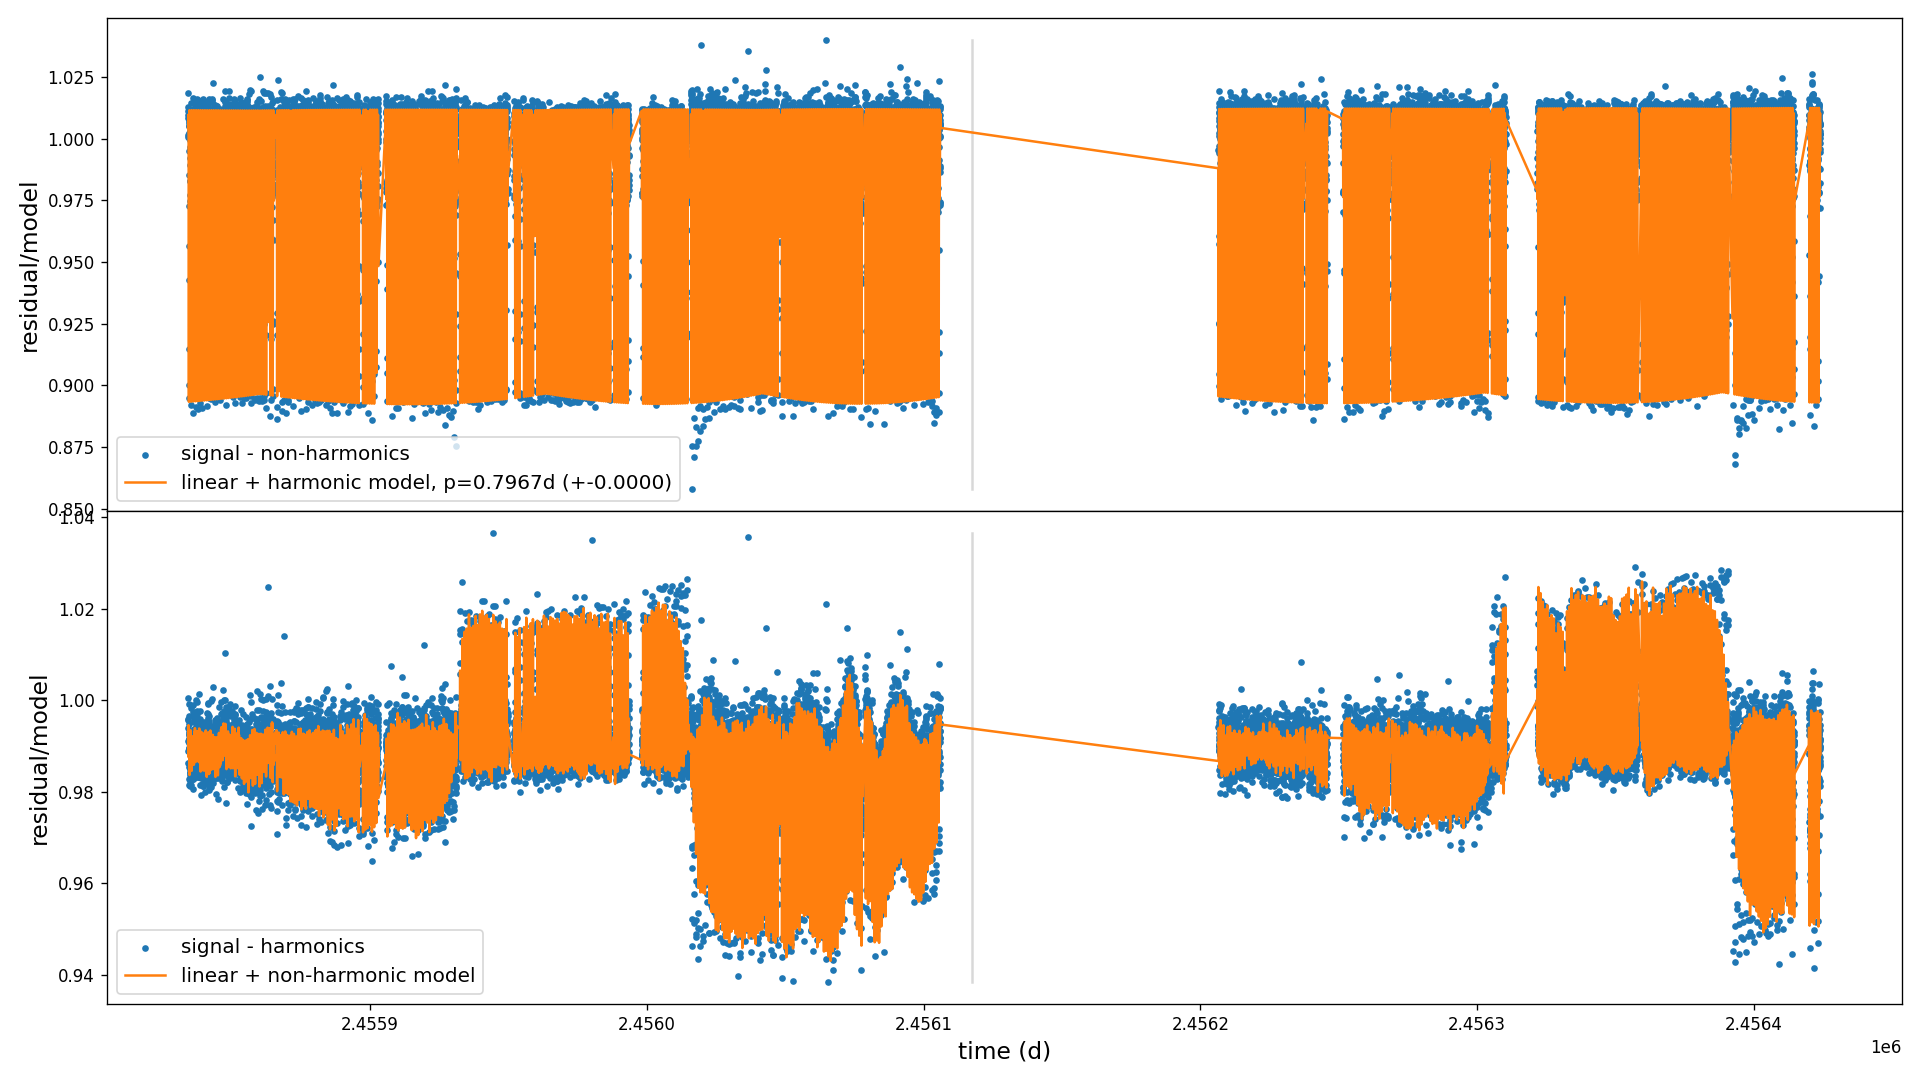 1.025
1.000
0.975
0.950
0.925
0.900
0.875
0.850
residual/model
signal - non-harmonics
linear + harmonic model, p=0.7967d (+-0.0000)
1.04
1.02
1.00
0.98
0.96
0.94
residual/model
signal - harmonics
linear + non-harmonic model
2.4559
2.4560
2.4561
2.4562
2.4563
2.4564
time (d)
1e6